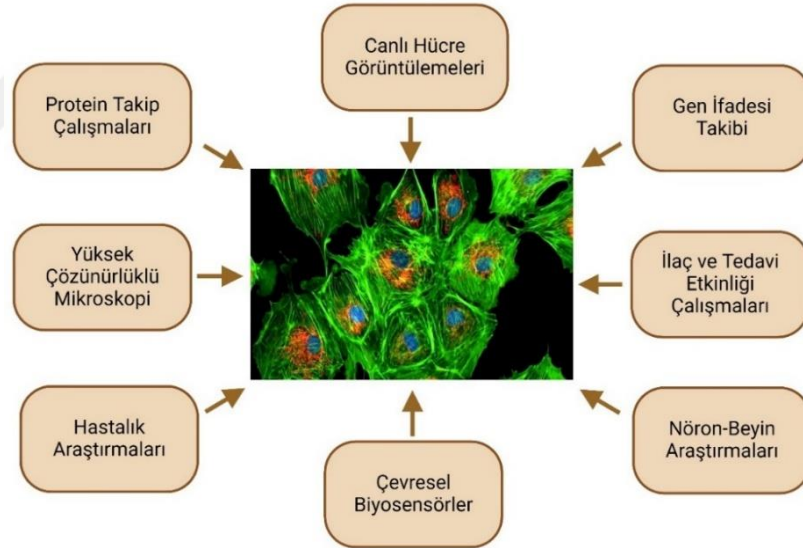 Canlı Hücre
Görüntülemeleri
Protein Takip
Çalışmaları
Gen İfadesi
Takibi
Yüksek
Çözünürlüklü
Mikroskopi
İlaç ve Tedavi
Etkinliği
Çalışmaları
Hastalık
Araştırmaları
Nöron-Beyin
Araştırmaları
Çevresel
Biyosensörler